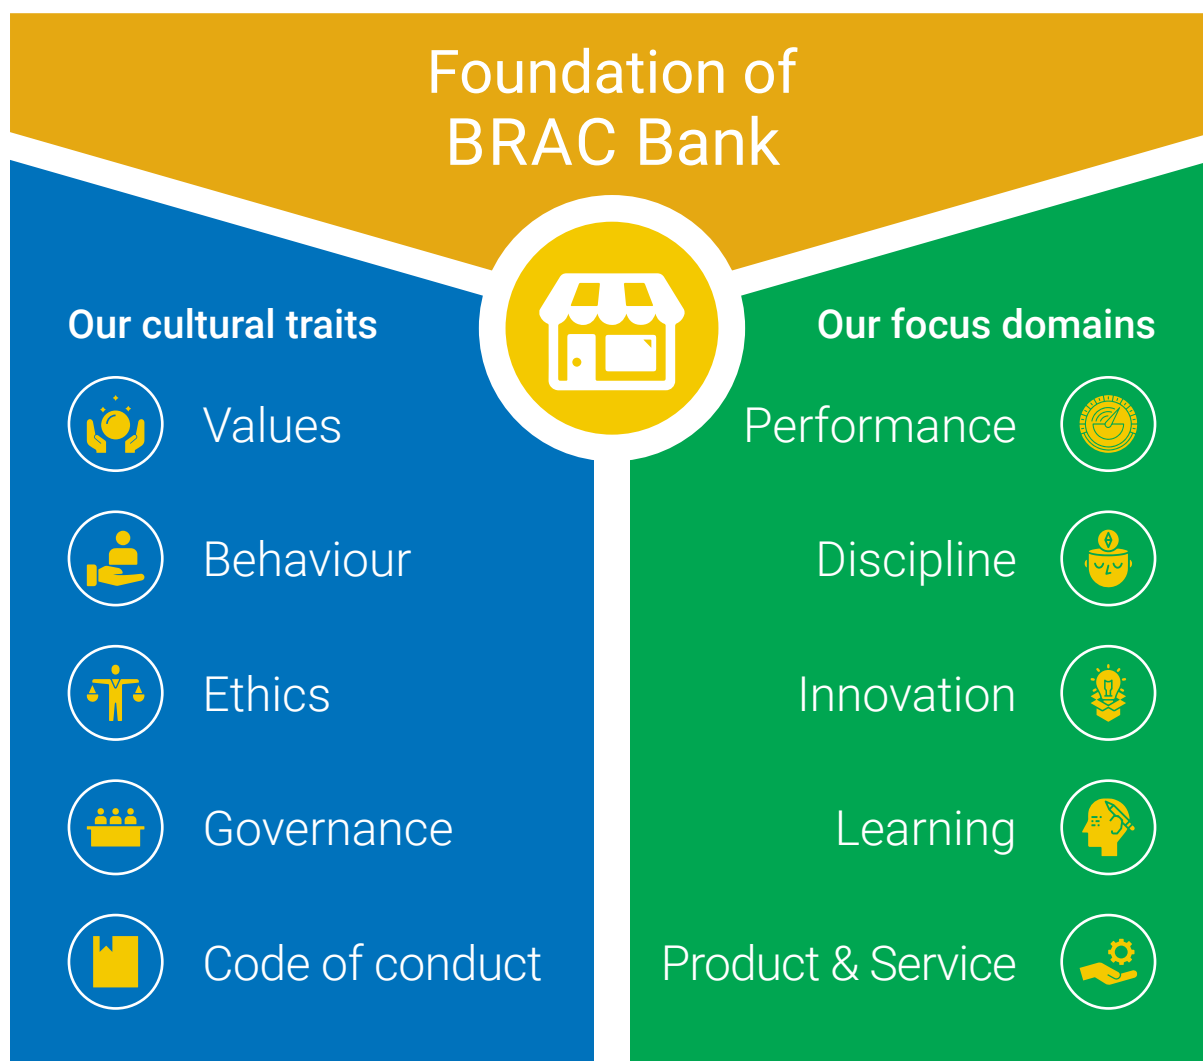 Foundation of
BRAC Bank
Our cultural traits
Values
Behaviour
Ethics
Governance
Code of conduct
Our focus domains
Performance
Discipline
Innovation
Learning
Product & Service